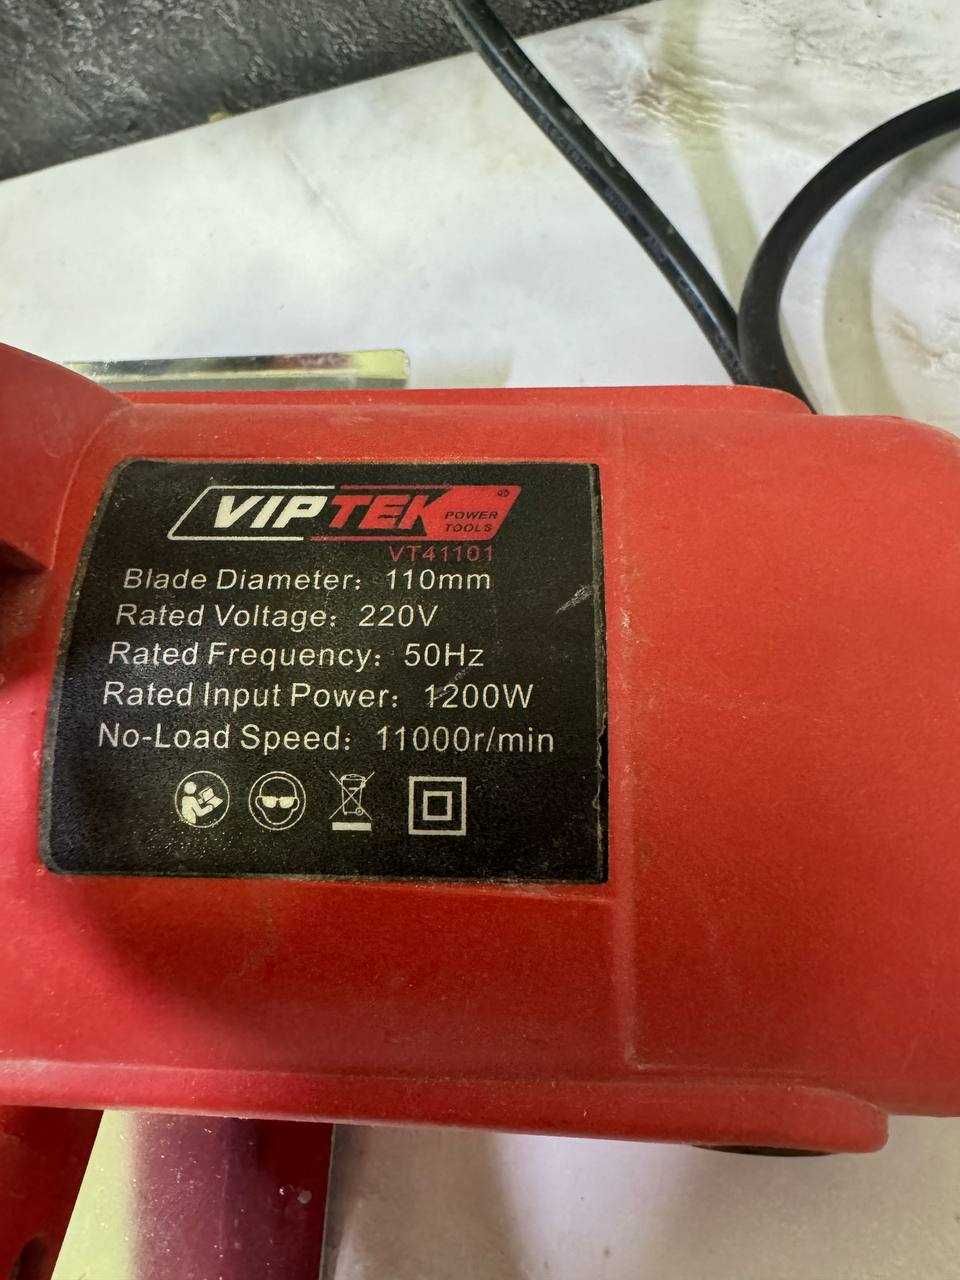 VIPTEK POWER TOOLS ®
VT41101
Blade Diameter: 110mm
Rated Voltage: 220V
Rated Frequency: 50Hz
Rated Input Power: 1200W
No-Load Speed: 11000r/min